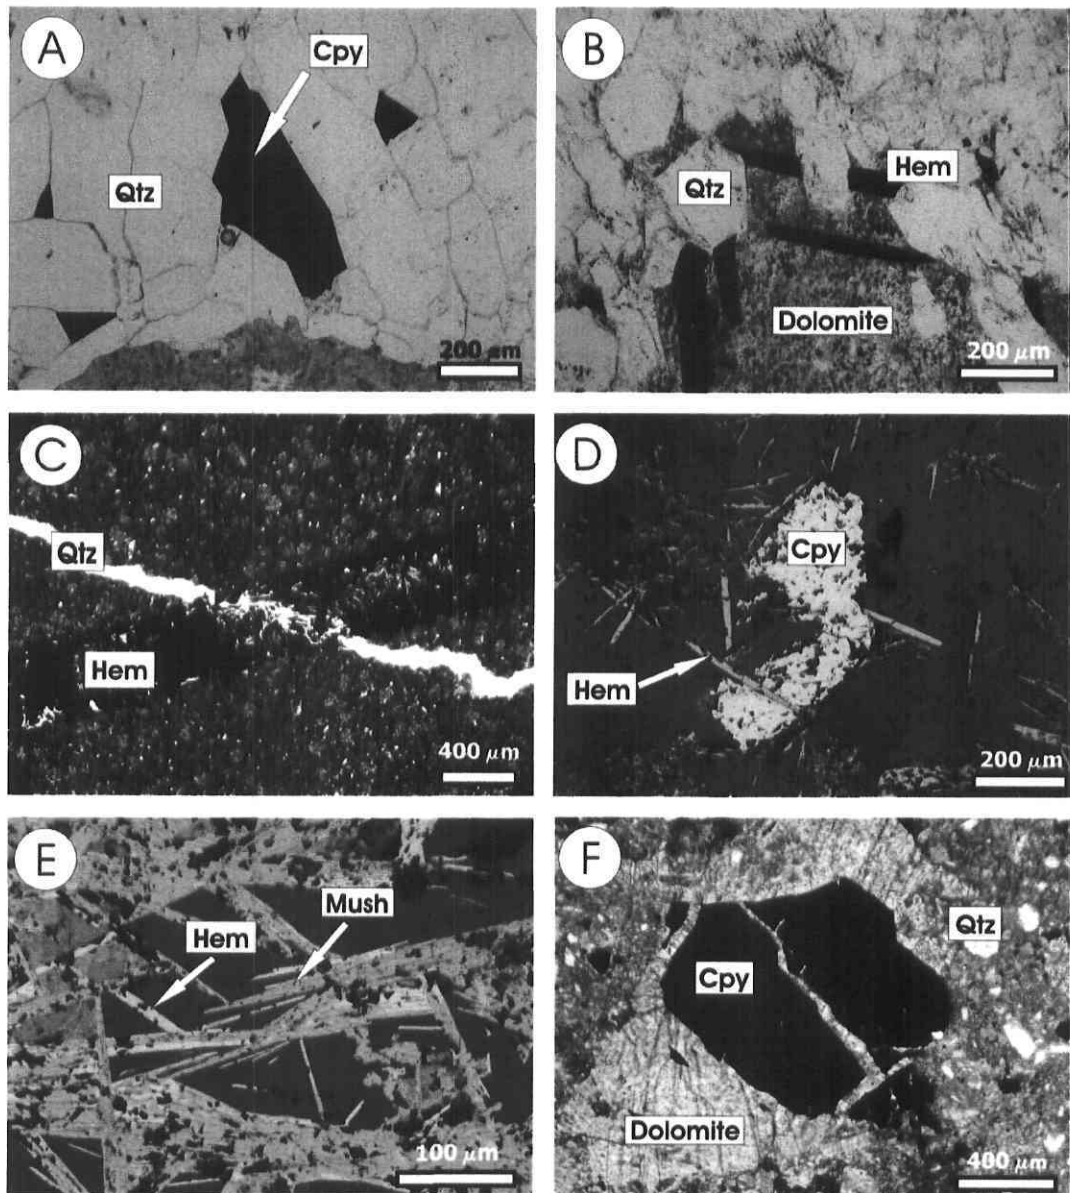 A
Cpy
Qtz
200 µm
B
Hem
Qtz
Dolomite
200 µm
C
Qtz
Hem
400 µm
D
Cpy
Hem
200 µm
E
Mush
Hem
100 µm
F
Qtz
Cpy
Dolomite
400 µm